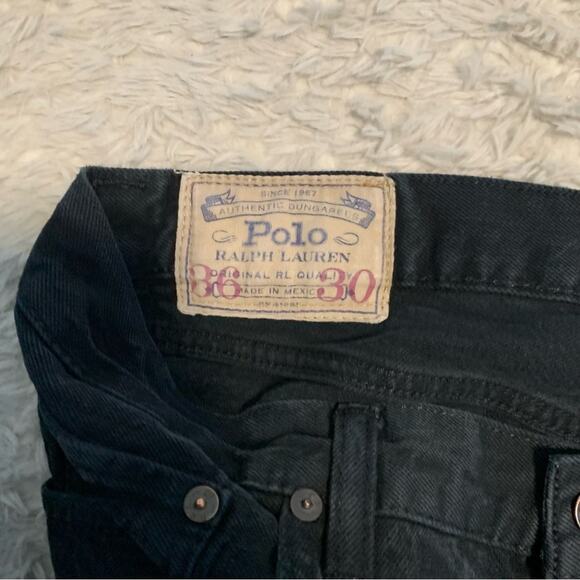 SINCE 1967
AUTHENTIC DUNGAREES
Polo
RALPH LAUREN
ORIGINAL RL QUALITY
36 MADE IN MEXICO 30